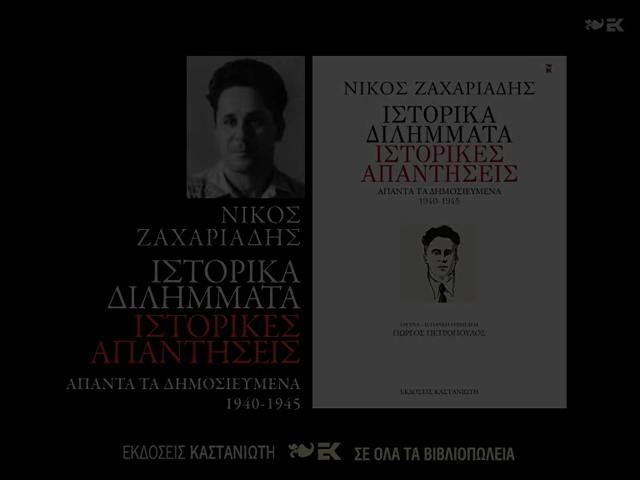 ΕΚ
ΝΙΚΟΣ
ΖΑΧΑΡΙΑΔΗΣ
ΙΣΤΟΡΙΚΑ
ΔΙΛΗΜΜΑΤΑ
ΙΣΤΟΡΙΚΕΣ
ΑΠΑΝΤΗΣΕΙΣ
ΑΠΑΝΤΑ ΤΑ ΔΗΜΟΣΙΕΥΜΕΝΑ
1940-1945
ΝΙΚΟΣ ΖΑΧΑΡΙΑΔΗΣ
ΙΣΤΟΡΙΚΑ
ΔΙΛΗΜΜΑΤΑ
ΙΣΤΟΡΙΚΕΣ
ΑΠΑΝΤΗΣΕΙΣ
ΑΠΑΝΤΑ ΤΑ ΔΗΜΟΣΙΕΥΜΕΝΑ
1940-1945
ΓΙΩΡΓΟΣ ΠΕΤΡΟΠΟΥΛΟΣ
ΕΚΔΟΣΕΙΣ ΚΑΣΤΑΝΙΩΤΗ
ΕΚΔΟΣΕΙΣ ΚΑΣΤΑΝΙΩΤΗ ΕΚ ΣΕ ΟΛΑ ΤΑ ΒΙΒΛΙΟΠΩΛΕΙΑ